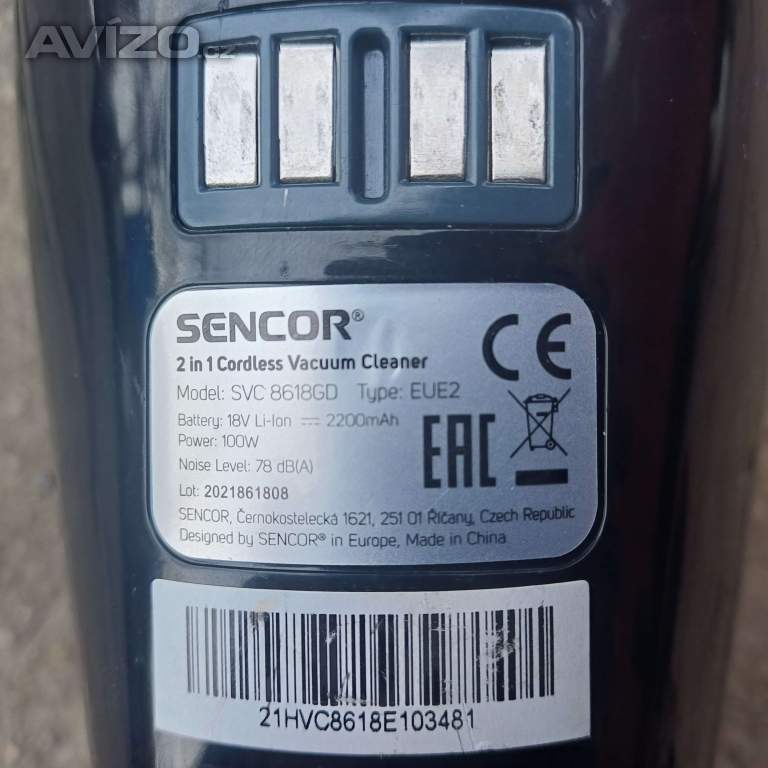 AVÍZO.cz
SENCOR®
2 in 1 Cordless Vacuum Cleaner
Model: SVC 8618GD Type: EUE2
Battery: 18V Li-Ion ⎓ 2200mAh
Power: 100W
Noise Level: 78 dB(A)
Lot: 2021861808
SENCOR, Černokostelecká 1621, 251 01 Říčany, Czech Republic
Designed by SENCOR® in Europe, Made in China
CE
EAC
21HVC8618E103481